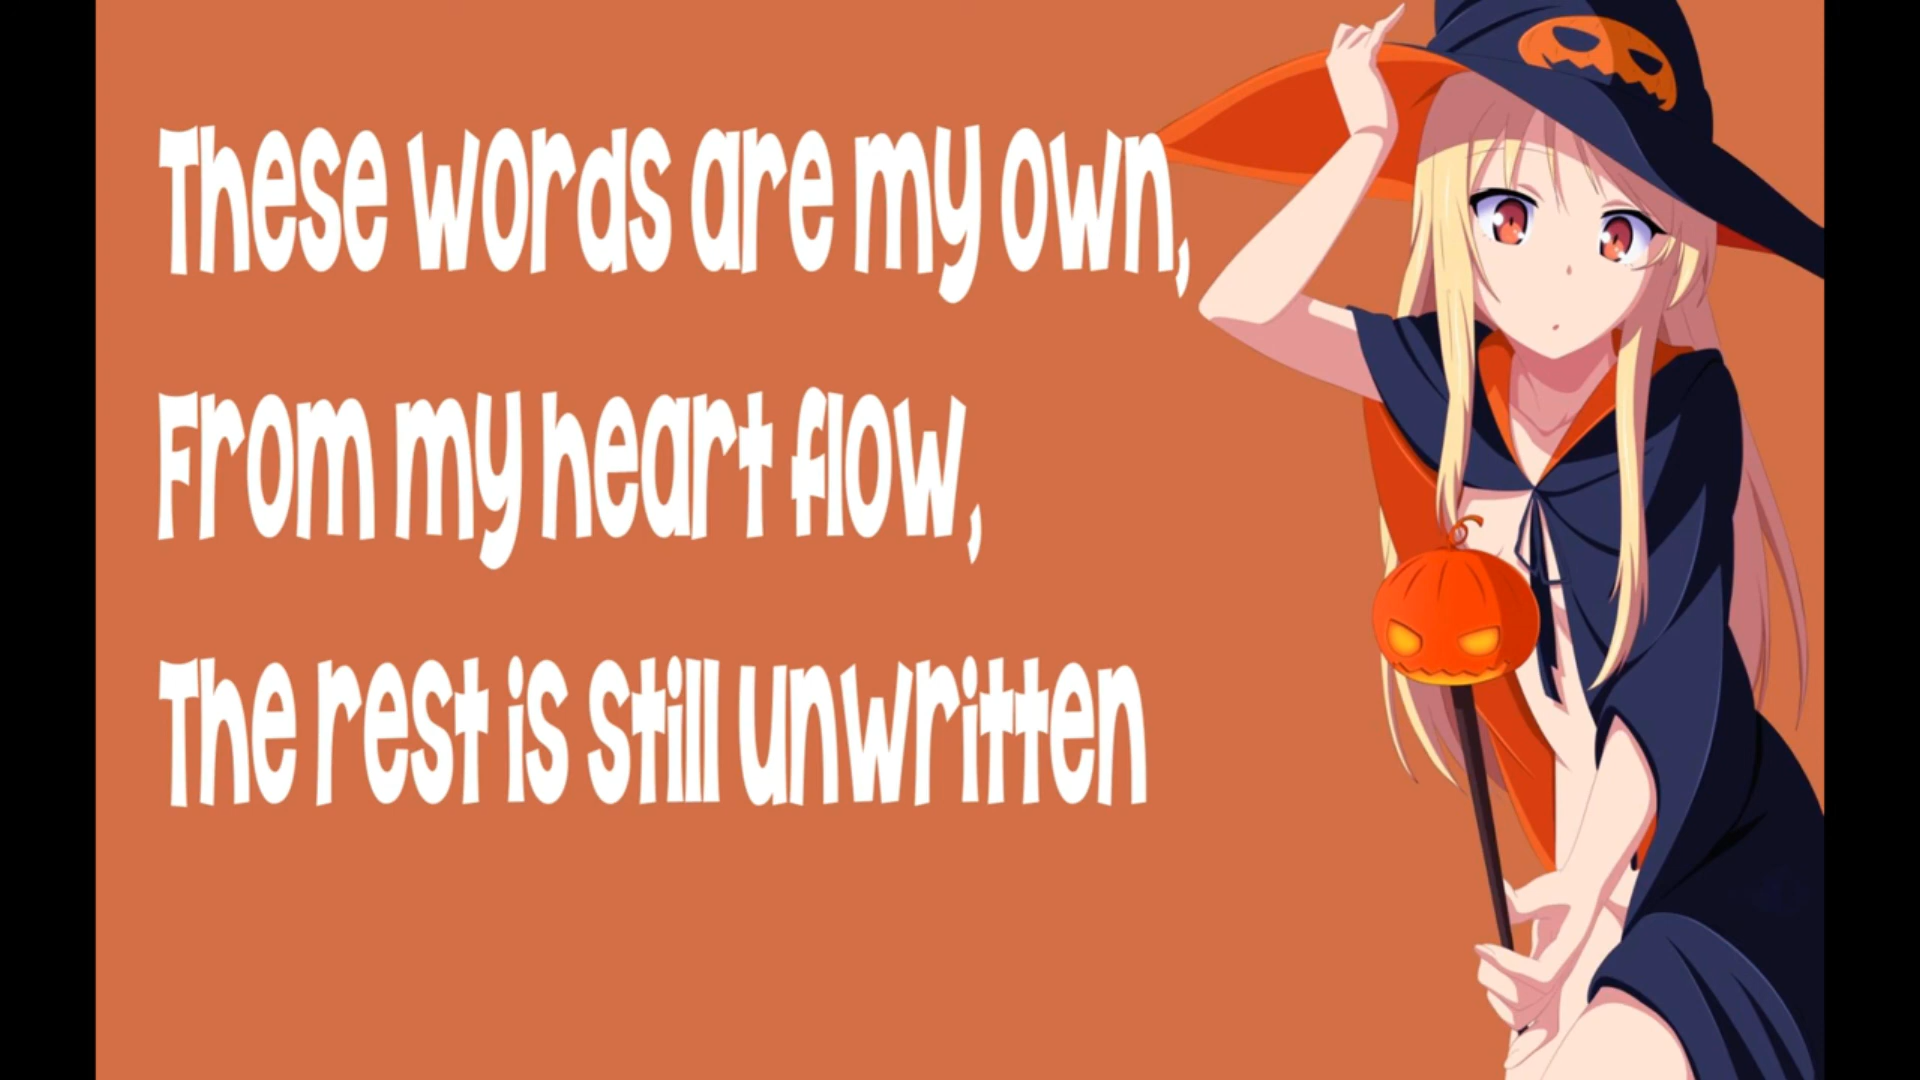 These words are my own,
From my heart flow,
The rest is still unwritten